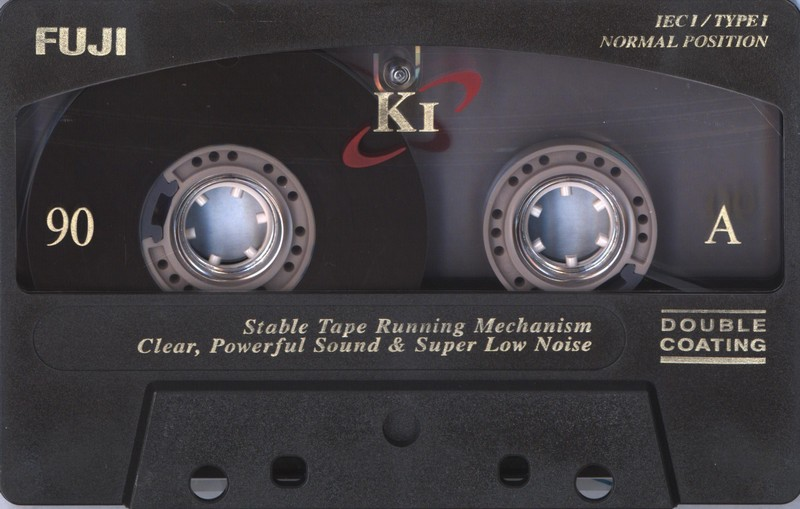 FUJI
IEC I / TYPE I
NORMAL POSITION
KI
90
A
Stable Tape Running Mechanism
Clear, Powerful Sound & Super Low Noise
DOUBLE
COATING